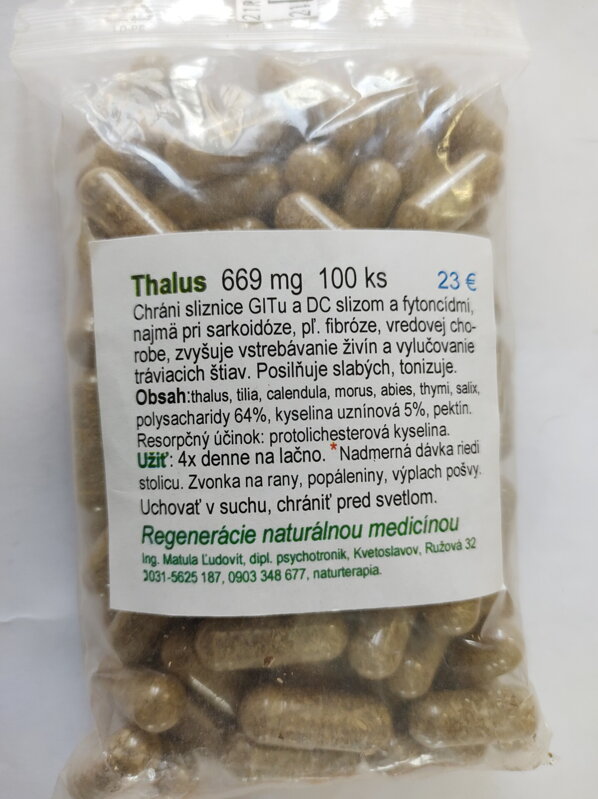 Thalus 669 mg 100 ks 23 €
Chráni sliznice GITu a DC slizom a fytoncídmi,
najmä pri sarkoidóze, pľ. fibróze, vredovej cho-
robe, zvyšuje vstrebávanie živín a vylučovanie
tráviacich štiav. Posilňuje slabých, tonizuje.
Obsah:thalus, tilia, calendula, morus, abies, thymi, salix,
polysacharidy 64%, kyselina uznínová 5%, pektín.
Resorpčný účinok: protolichesterová kyselina.
Užiť: 4x denne na lačno. *Nadmerná dávka riedi
stolicu. Zvonka na rany, popáleniny, výplach pošvy.
Uchovať v suchu, chrániť pred svetlom.
Regenerácie naturálnou medicínou
Ing. Matula Ľudovít, dipl. psychotronik, Kvetoslavov, Ružová 32
0031-5625 187, 0903 348 677, naturterapia.